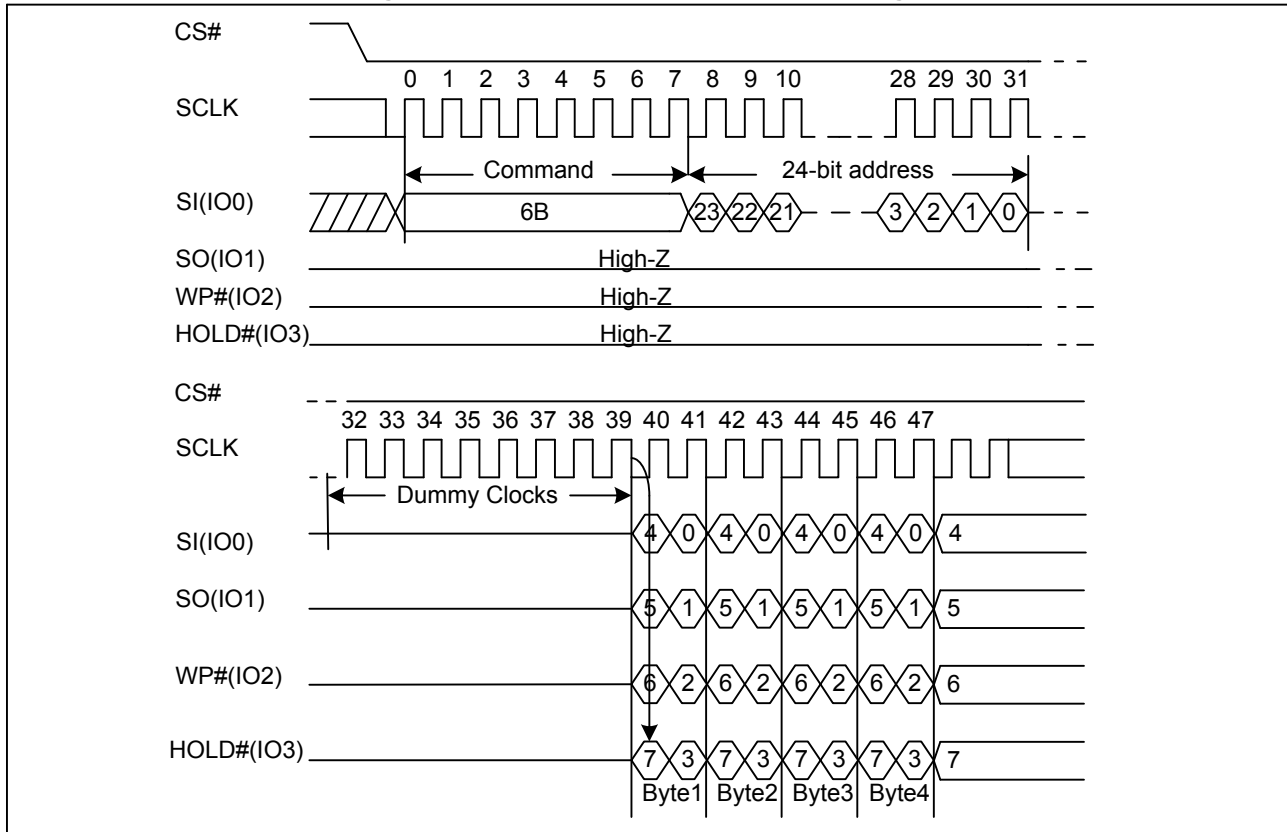 CS#
0 1 2 3 4 5 6 7 8 9 10 28 29 30 31
SCLK
Command 24-bit address
SI(IO0) 6B 23 22 21 3 2 1 0
SO(IO1) High-Z
WP#(IO2) High-Z
HOLD#(IO3) High-Z
CS#
32 33 34 35 36 37 38 39 40 41 42 43 44 45 46 47
SCLK
Dummy Clocks
SI(IO0) 4 0 4 0 4 0 4 0 4
SO(IO1) 5 1 5 1 5 1 5 1 5
WP#(IO2) 6 2 6 2 6 2 6 2 6
HOLD#(IO3) 7 3 7 3 7 3 7 3 7
Byte1 Byte2 Byte3 Byte4